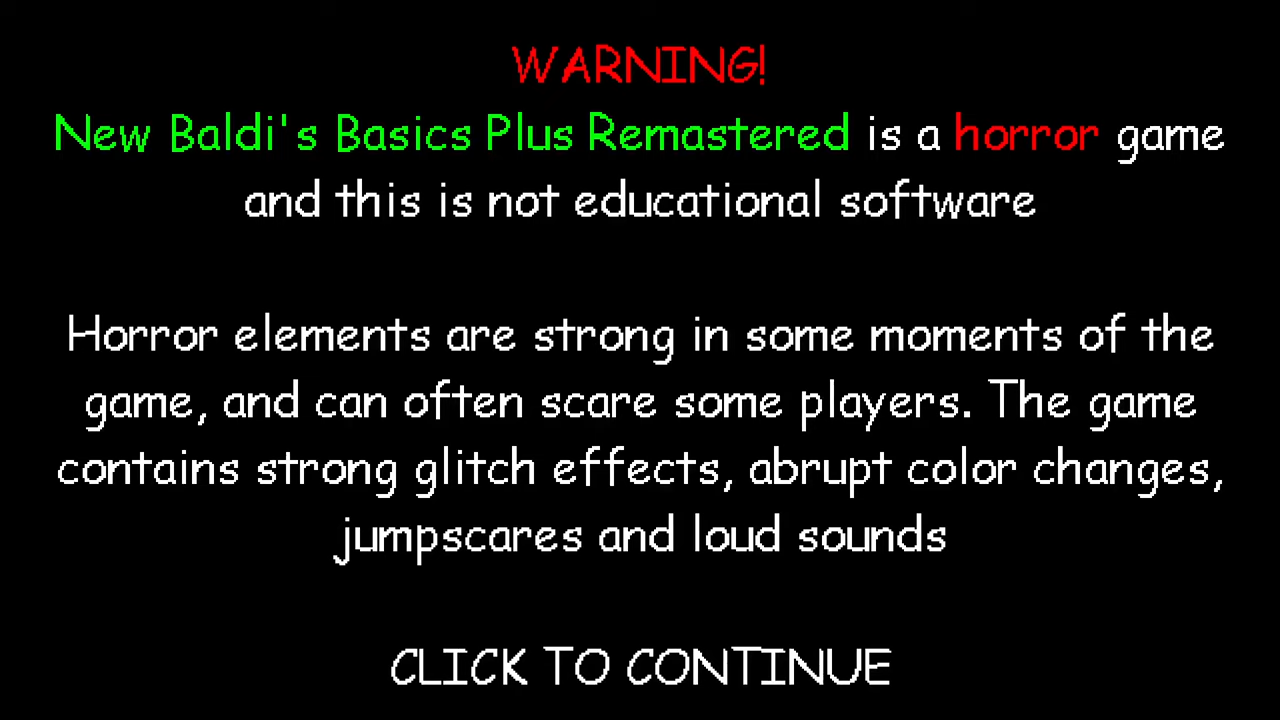 WARNING!
New Baldi's Basics Plus Remastered is a horror game
and this is not educational software
Horror elements are strong in some moments of the
game, and can often scare some players. The game
contains strong glitch effects, abrupt color changes,
jumpscares and loud sounds
CLICK TO CONTINUE